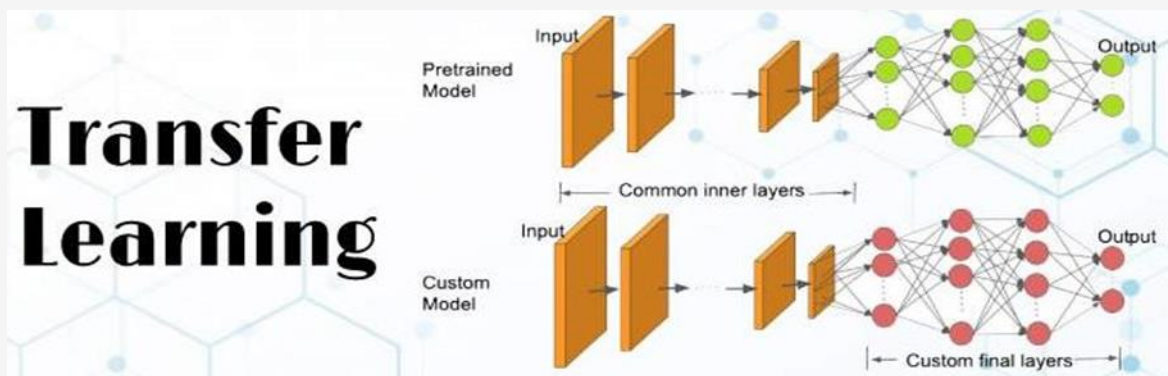 Transfer
Learning
Input
Pretrained
Model
Output
Common inner layers
Input
Custom
Model
Output
Custom final layers